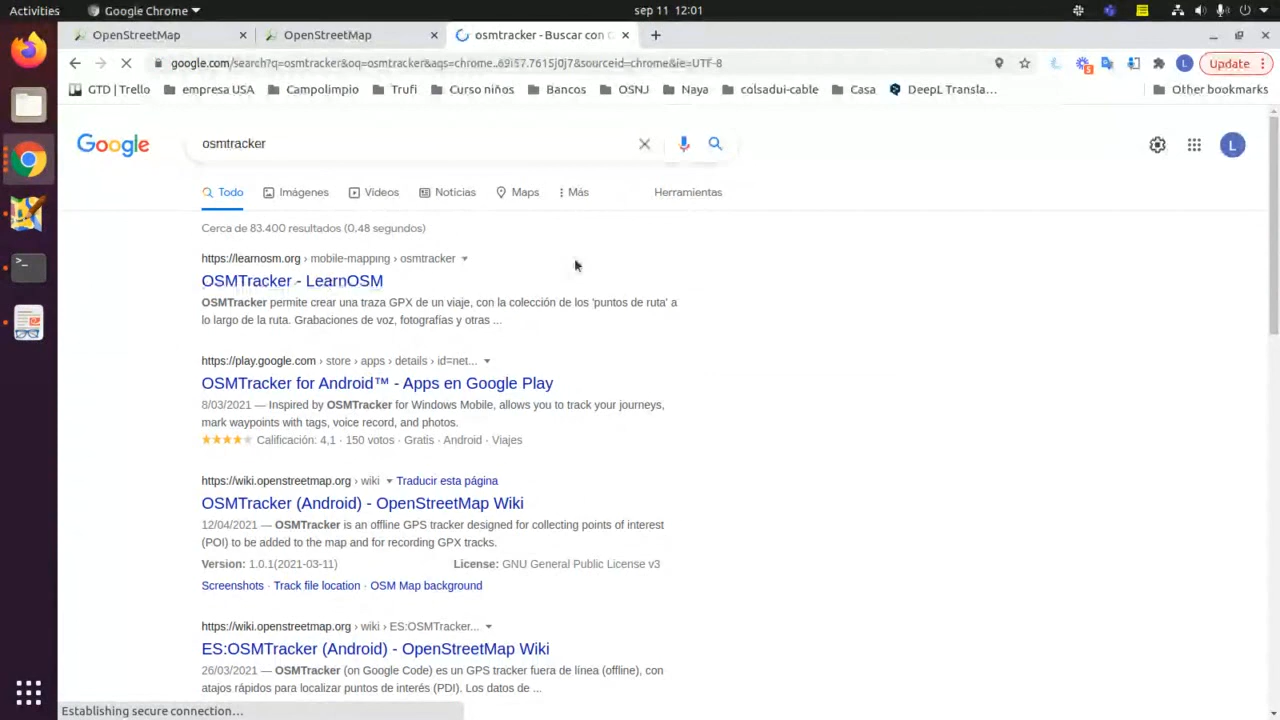 Activities Google Chrome sep 11 12:01
OpenStreetMap × OpenStreetMap × osmtracker - Buscar con G × +
google.com/search?q=osmtracker&oq=osmtracker&aqs=chrome..69i57.7615j0j7&sourceid=chrome&ie=UTF-8 5 L Update
GTD | Trello empresa USA Campolimpio Trufi Curso niños Bancos OSNJ Naya colsadui-cable Casa DeepL Transla... Other bookmarks
Google osmtracker L
Todo Imágenes Vídeos Noticias Maps Más Herramientas
Cerca de 83.400 resultados (0,48 segundos)
https://learnosm.org › mobile-mapping › osmtracker
OSMTracker - LearnOSM
OSMTracker permite crear una traza GPX de un viaje, con la colección de los 'puntos de ruta' a
lo largo de la ruta. Grabaciones de voz, fotografías y otras ...
https://play.google.com › store › apps › details › id=net...
OSMTracker for Android™ - Apps en Google Play
8/03/2021 — Inspired by OSMTracker for Windows Mobile, allows you to track your journeys,
mark waypoints with tags, voice record, and photos.
Calificación: 4,1 · 150 votos · Gratis · Android · Viajes
https://wiki.openstreetmap.org › wiki Traducir esta página
OSMTracker (Android) - OpenStreetMap Wiki
12/04/2021 — OSMTracker is an offline GPS tracker designed for collecting points of interest
(POI) to be added to the map and for recording GPX tracks.
Version: 1.0.1(2021-03-11) License: GNU General Public License v3
Screenshots · Track file location · OSM Map background
https://wiki.openstreetmap.org › wiki › ES:OSMTracker...
ES:OSMTracker (Android) - OpenStreetMap Wiki
26/03/2021 — OSMTracker (on Google Code) es un GPS tracker fuera de línea (offline), con
atajos rápidos para localizar puntos de interés (PDI). Los datos de ...
Establishing secure connection...